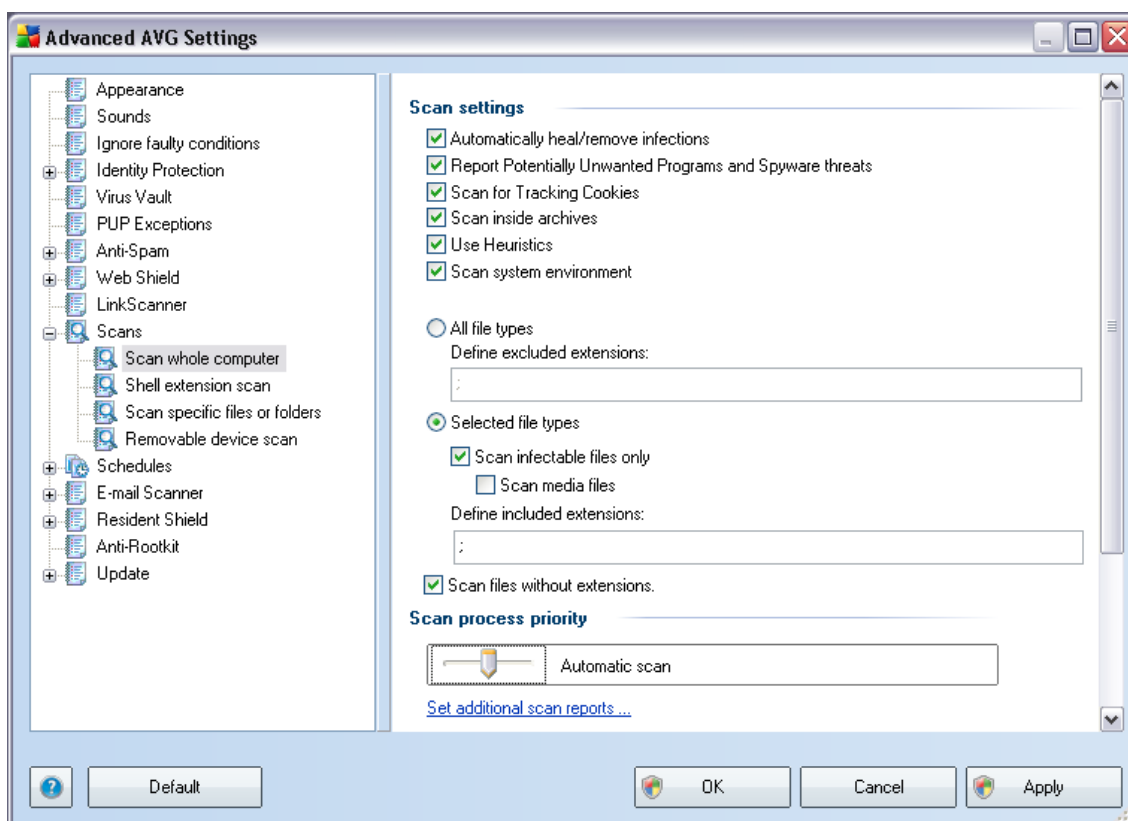 Advanced AVG Settings
Appearance
Sounds
Ignore faulty conditions
Identity Protection
Virus Vault
PUP Exceptions
Anti-Spam
Web Shield
LinkScanner
Scans
Scan whole computer
Shell extension scan
Scan specific files or folders
Removable device scan
Schedules
E-mail Scanner
Resident Shield
Anti-Rootkit
Update
Scan settings
Automatically heal/remove infections
Report Potentially Unwanted Programs and Spyware threats
Scan for Tracking Cookies
Scan inside archives
Use Heuristics
Scan system environment
All file types
Define excluded extensions:
;
Selected file types
Scan infectable files only
Scan media files
Define included extensions:
;
Scan files without extensions.
Scan process priority
Automatic scan
Set additional scan reports ...
? Default OK Cancel Apply